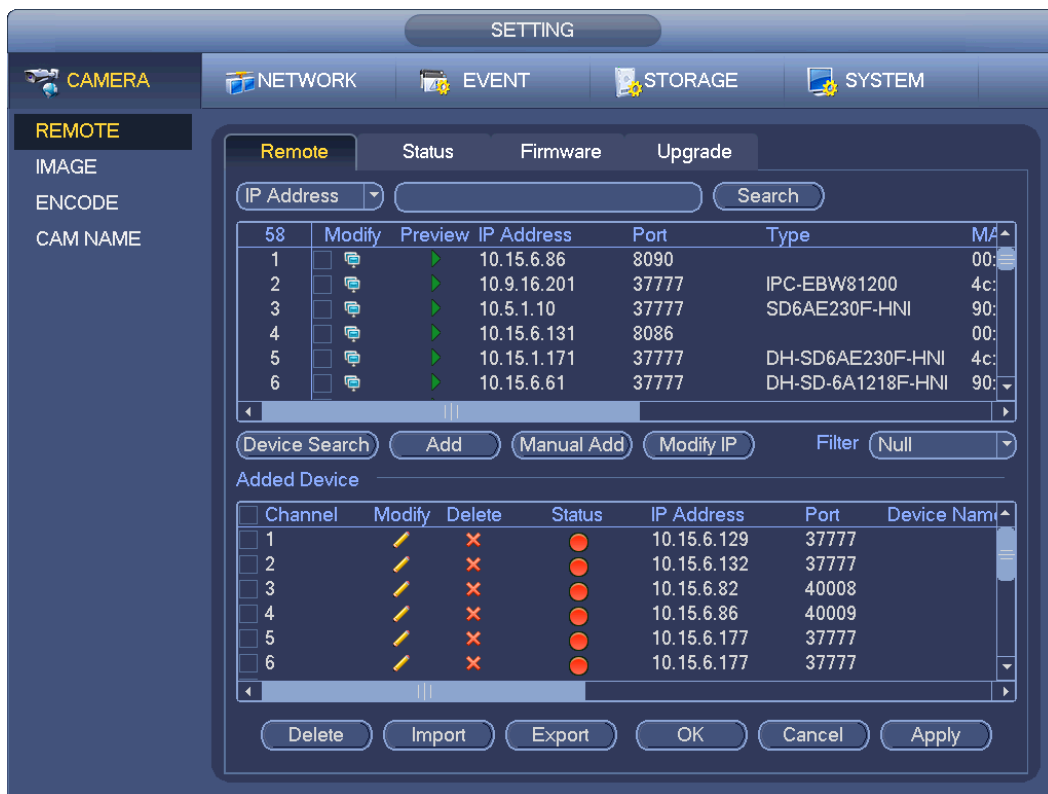 SETTING
CAMERA NETWORK EVENT STORAGE SYSTEM
REMOTE
IMAGE
ENCODE
CAM NAME
Remote Status Firmware Upgrade
IP Address Search
58 Modify Preview IP Address Port Type MA
1 10.15.6.86 8090 00:
2 10.9.16.201 37777 IPC-EBW81200 4c:
3 10.5.1.10 37777 SD6AE230F-HNI 90:
4 10.15.6.131 8086 00:
5 10.15.1.171 37777 DH-SD6AE230F-HNI 4c:
6 10.15.6.61 37777 DH-SD-6A1218F-HNI 90:
Device Search Add Manual Add Modify IP Filter Null
Added Device
Channel Modify Delete Status IP Address Port Device Name
1 10.15.6.129 37777
2 10.15.6.132 37777
3 10.15.6.82 40008
4 10.15.6.86 40009
5 10.15.6.177 37777
6 10.15.6.177 37777
Delete Import Export OK Cancel Apply